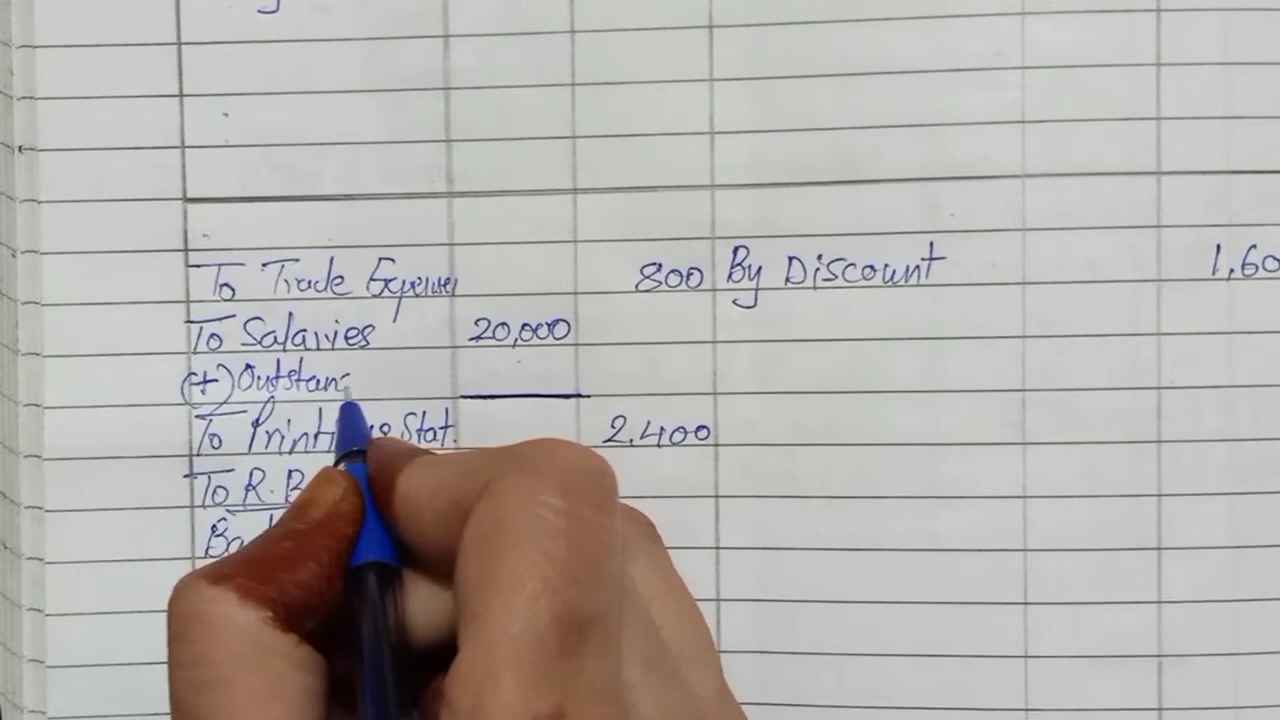 To Trade Expenses 800 By Discount 1,60
To Salaries 20,000
(+) Outstan
To Print Stat. 2,400
To R.B
Ba